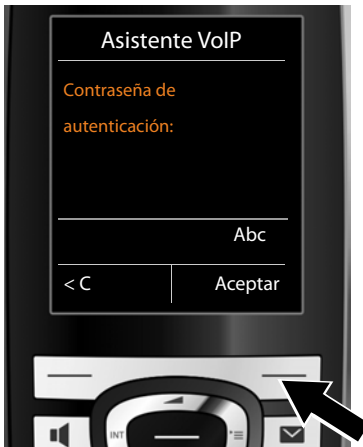 Asistente VoIP
Contraseña de
autenticación:
Abc
< C
Aceptar
INT